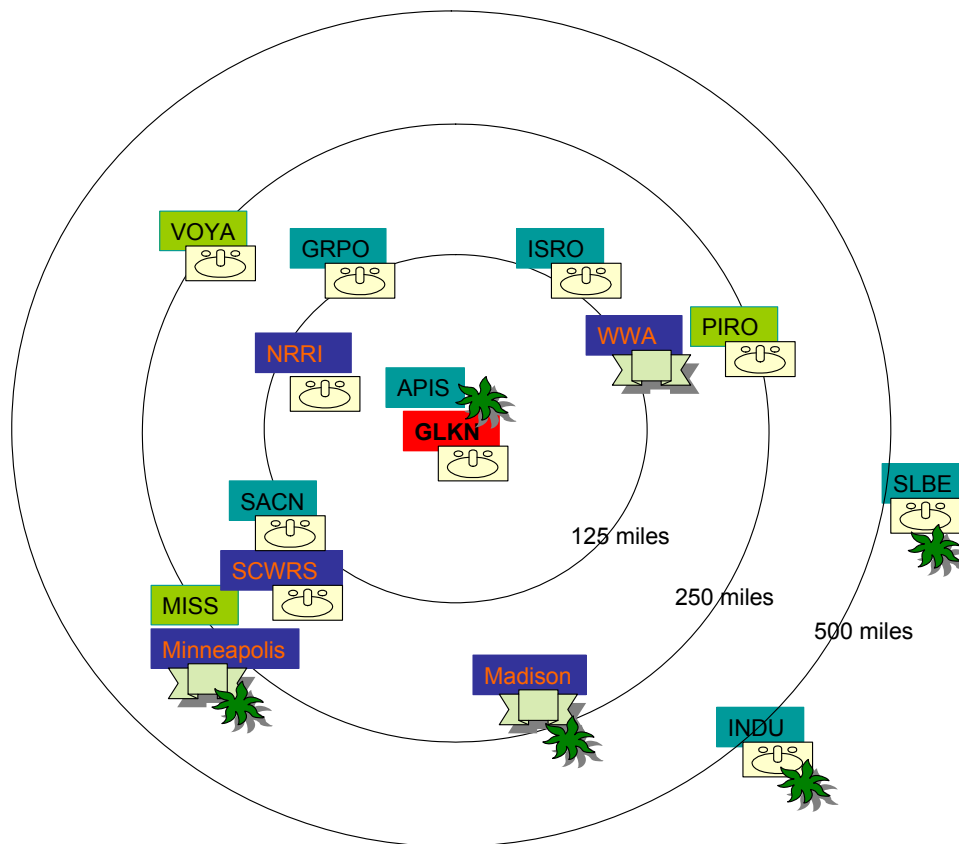 VOYA
GRPO
ISRO
NRRI
WWA
PIRO
APIS
GLKN
SACN
SLBE
125 miles
SCWRS
MISS
250 miles
500 miles
Minneapolis
Madison
INDU